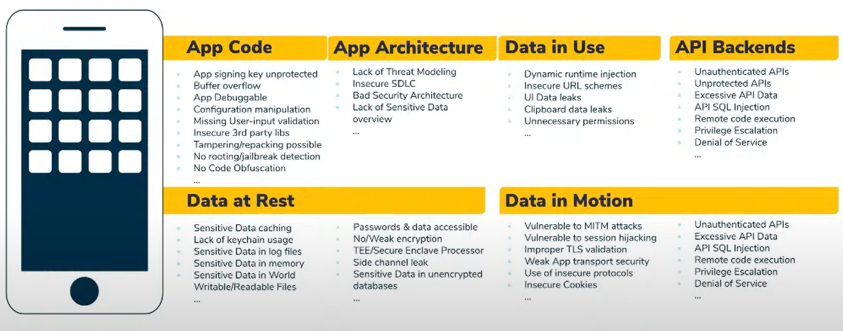 App Code
App signing key unprotected
Buffer overflow
App Debuggable
Configuration manipulation
Missing User-input validation
Insecure 3rd party libs
Tampering/repacking possible
No rooting/jailbreak detection
No Code Obfuscation
...
App Architecture
Lack of Threat Modeling
Insecure SDLC
Bad Security Architecture
Lack of Sensitive Data
overview
...
Data in Use
Dynamic runtime injection
Insecure URL schemes
UI Data leaks
Clipboard data leaks
Unnecessary permissions
...
API Backends
Unauthenticated APIs
Unprotected APIs
Excessive API Data
API SQL Injection
Remote code execution
Privilege Escalation
Denial of Service
...
Data at Rest
Sensitive Data caching
Lack of keychain usage
Sensitive Data in log files
Sensitive Data in memory
Sensitive Data in World
Writable/Readable Files
...
Passwords & data accessible
No/Weak encryption
TEE/Secure Enclave Processor
Side channel leak
Sensitive Data in unencrypted
databases
...
Data in Motion
Vulnerable to MITM attacks
Vulnerable to session hijacking
Improper TLS validation
Weak App transport security
Use of insecure protocols
Insecure Cookies
...
Unauthenticated APIs
Excessive API Data
API SQL Injection
Remote code execution
Privilege Escalation
Denial of Service
...